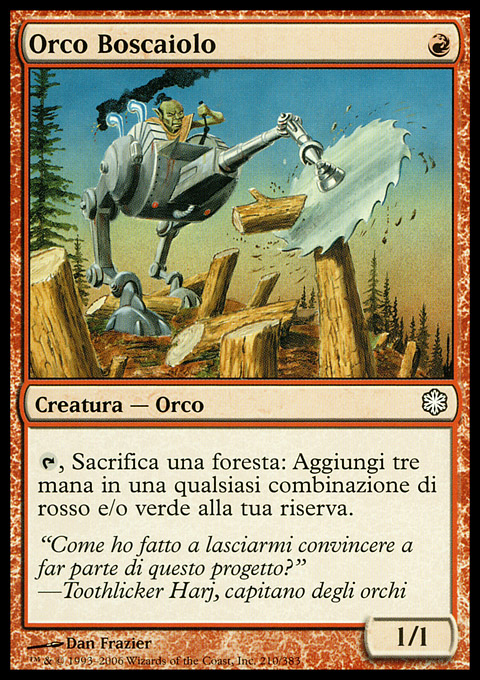 Orco Boscaiolo
Creatura — Orco
, Sacrifica una foresta: Aggiungi tre
mana in una qualsiasi combinazione di
rosso e/o verde alla tua riserva.
“Come ho fatto a lasciarmi convincere a
far parte di questo progetto?”
—Toothlicker Harj, capitano degli orchi
1/1
Dan Frazier
™ & © 1993-2006 Wizards of the Coast, Inc. 210/383